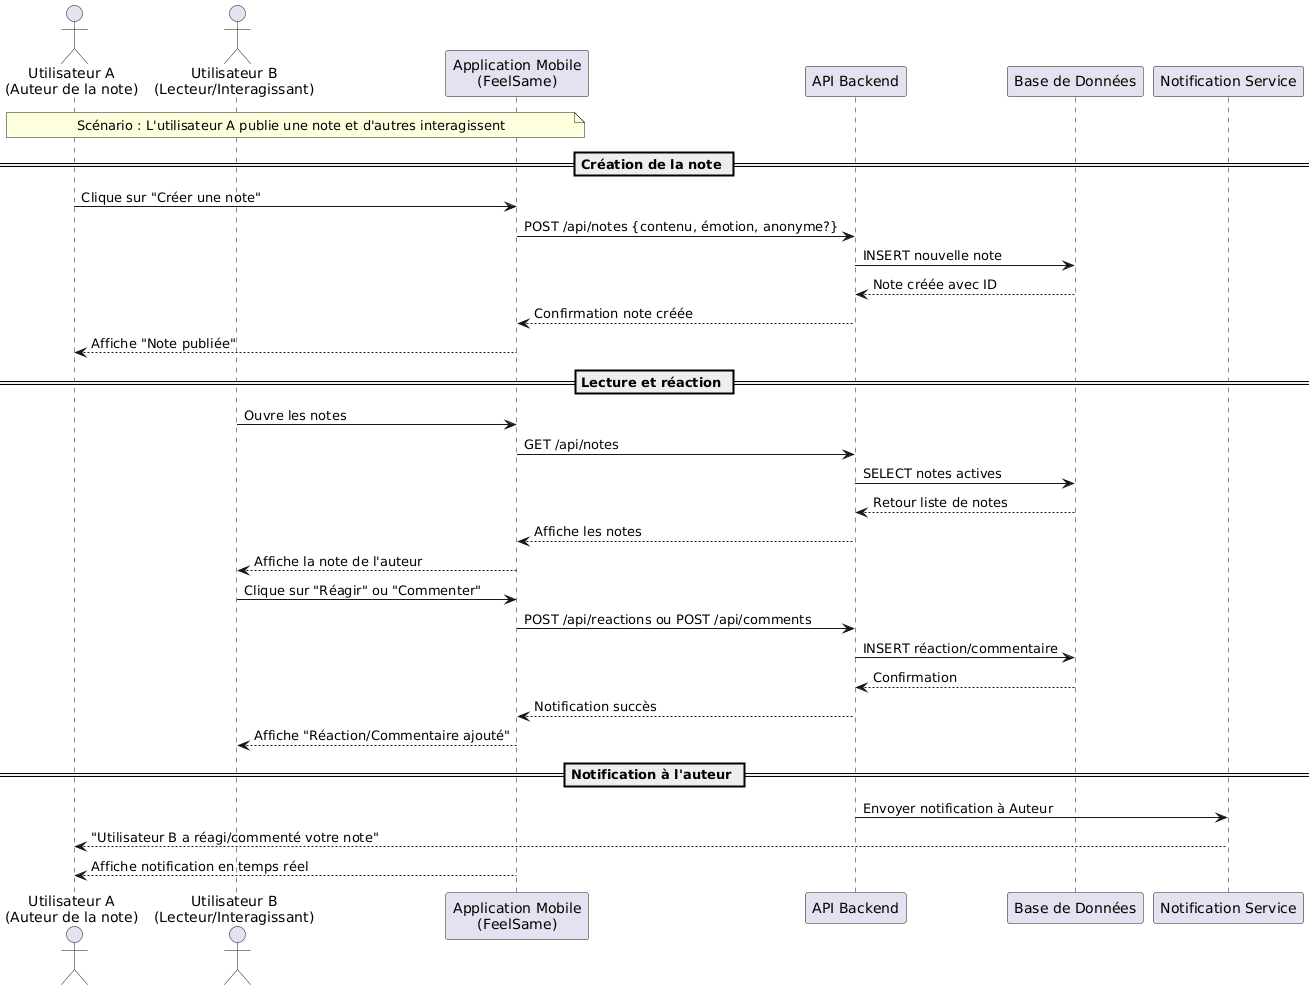 Utilisateur A
(Auteur de la note)
Utilisateur B
(Lecteur/Interagissant)
Application Mobile
(FeelSame)
API Backend
Base de Données
Notification Service
Scénario : L'utilisateur A publie une note et d'autres interagissent
Création de la note
Clique sur "Créer une note"
POST /api/notes {contenu, émotion, anonyme?}
INSERT nouvelle note
Note créée avec ID
Confirmation note créée
Affiche "Note publiée"
Lecture et réaction
Ouvre les notes
GET /api/notes
SELECT notes actives
Retour liste de notes
Affiche les notes
Affiche la note de l'auteur
Clique sur "Réagir" ou "Commenter"
POST /api/reactions ou POST /api/comments
INSERT réaction/commentaire
Confirmation
Notification succès
Affiche "Réaction/Commentaire ajouté"
Notification à l'auteur
Envoyer notification à Auteur
"Utilisateur B a réagi/commenté votre note"
Affiche notification en temps réel
Utilisateur A
(Auteur de la note)
Utilisateur B
(Lecteur/Interagissant)
Application Mobile
(FeelSame)
API Backend
Base de Données
Notification Service